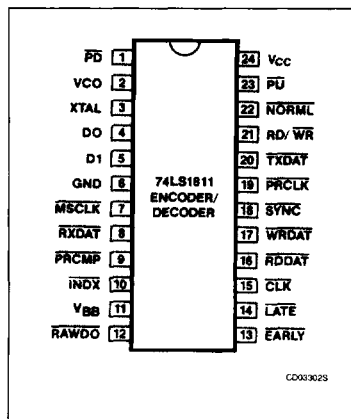 PD 1
VCO 2
XTAL 3
DO 4
D1 5
GND 6
MSCLK 7
RXDAT 8
PRCMP 9
INDX 10
VBB 11
RAWDO 12
74LS1611
ENCODER/
DECODER
24 VCC
23 PU
22 NORML
21 RD/WR
20 TXDAT
19 PRCLK
18 SYNC
17 WRDAT
16 RDDAT
15 CLK
14 LATE
13 EARLY
CD03302S